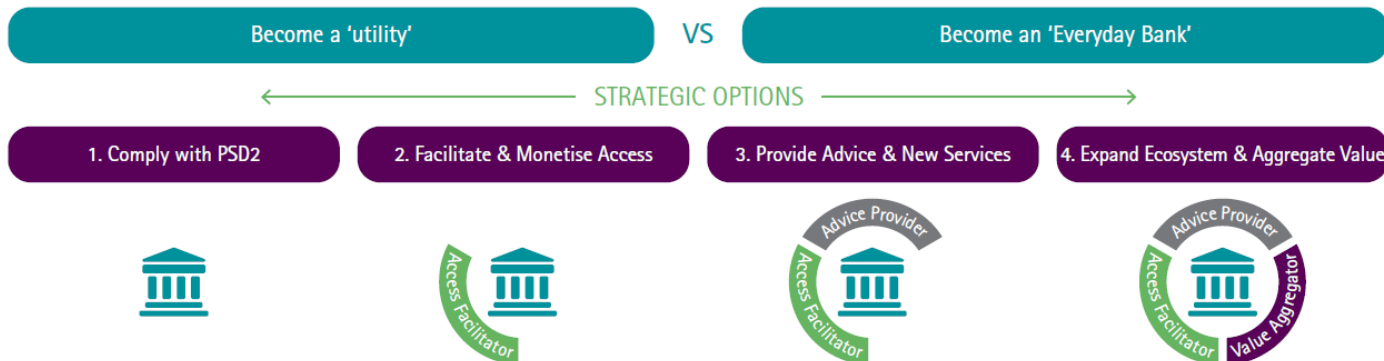 Become a ‘utility’
VS
Become an ‘Everyday Bank’
STRATEGIC OPTIONS
1. Comply with PSD2
2. Facilitate & Monetise Access
3. Provide Advice & New Services
4. Expand Ecosystem & Aggregate Value
Access Facilitator
Advice Provider
Access Facilitator
Advice Provider
Access Facilitator
Value Aggregator